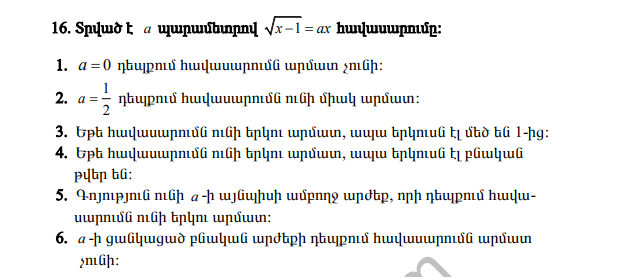 16. Տրված է a պարամետրով √x−1 = ax հավասարումը:
1. a = 0 դեպքում հավասարումն արմատ չունի:
2. a = 1/2 դեպքում հավասարումն ունի միակ արմատ:
3. Եթե հավասարումն ունի երկու արմատ, ապա երկուսն էլ մեծ են 1-ից:
4. Եթե հավասարումն ունի երկու արմատ, ապա երկուսն էլ բնական
թվեր են:
5. Գոյություն ունի a -ի այնպիսի ամբողջ արժեք, որի դեպքում հավա-
սարումն ունի երկու արմատ:
6. a -ի ցանկացած բնական արժեքի դեպքում հավասարումն արմատ
չունի: